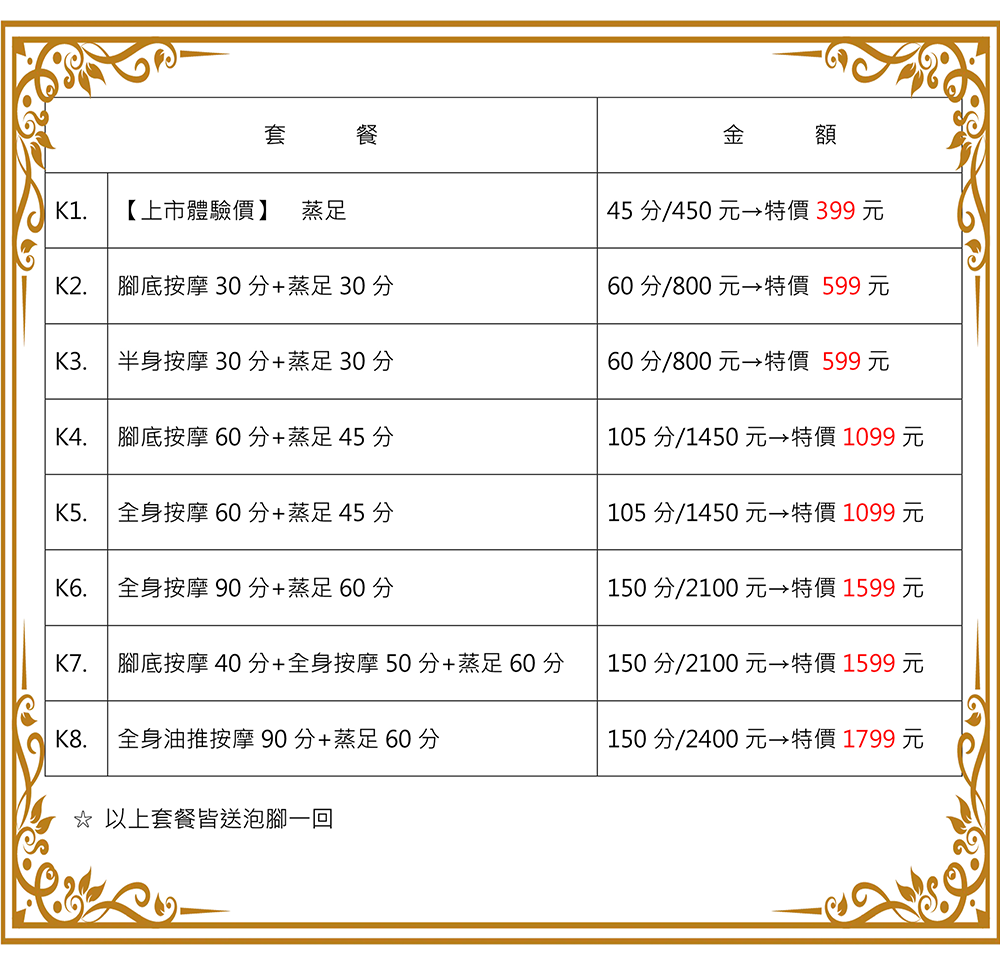 套 餐 金 額
K1. 【上市體驗價】 蒸足 45 分/450 元→特價 399 元
K2. 腳底按摩 30 分+蒸足 30 分 60 分/800 元→特價 599 元
K3. 半身按摩 30 分+蒸足 30 分 60 分/800 元→特價 599 元
K4. 腳底按摩 60 分+蒸足 45 分 105 分/1450 元→特價 1099 元
K5. 全身按摩 60 分+蒸足 45 分 105 分/1450 元→特價 1099 元
K6. 全身按摩 90 分+蒸足 60 分 150 分/2100 元→特價 1599 元
K7. 腳底按摩 40 分+全身按摩 50 分+蒸足 60 分 150 分/2100 元→特價 1599 元
K8. 全身油推按摩 90 分+蒸足 60 分 150 分/2400 元→特價 1799 元
☆ 以上套餐皆送泡腳一回